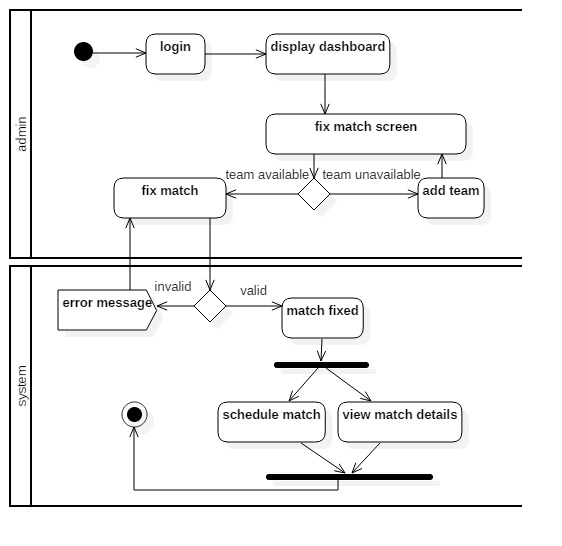 admin
login
display dashboard
fix match screen
team available
team unavailable
fix match
add team
system
error message
invalid
valid
match fixed
schedule match
view match details